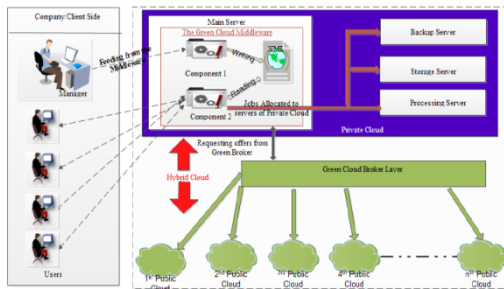 Company/Client Side
Manager
Users
Feeding from the
Middleware
Main Server
The Green Cloud Middleware
Component 1
Writing
XML
Reading
Component 2
Jobs Allocated to
servers of Private Cloud
Backup Server
Storage Server
Processing Server
Private Cloud
Requesting offers from
Green Broker
Hybrid Cloud
Green Cloud Broker Layer
1st Public
Cloud
2nd Public
Cloud
3rd Public
Cloud
4th Public
Cloud
nth Public
Cloud